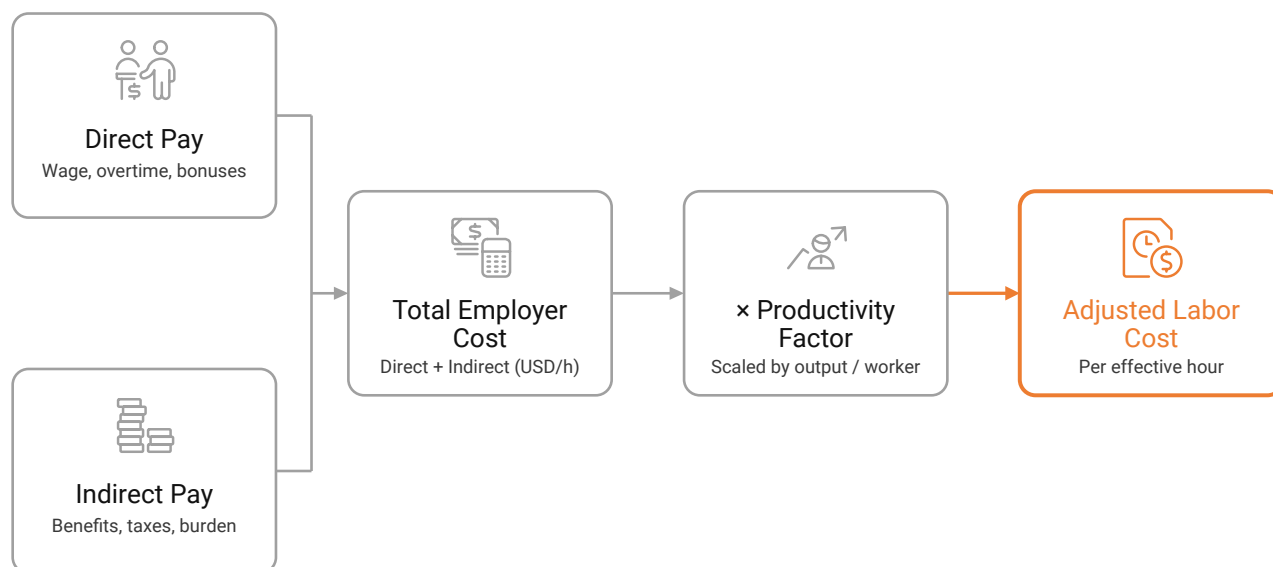 Direct Pay
Wage, overtime, bonuses
Indirect Pay
Benefits, taxes, burden
$
Total Employer
Cost
Direct + Indirect (USD/h)
× Productivity
Factor
Scaled by output / worker
$
Adjusted Labor
Cost
Per effective hour